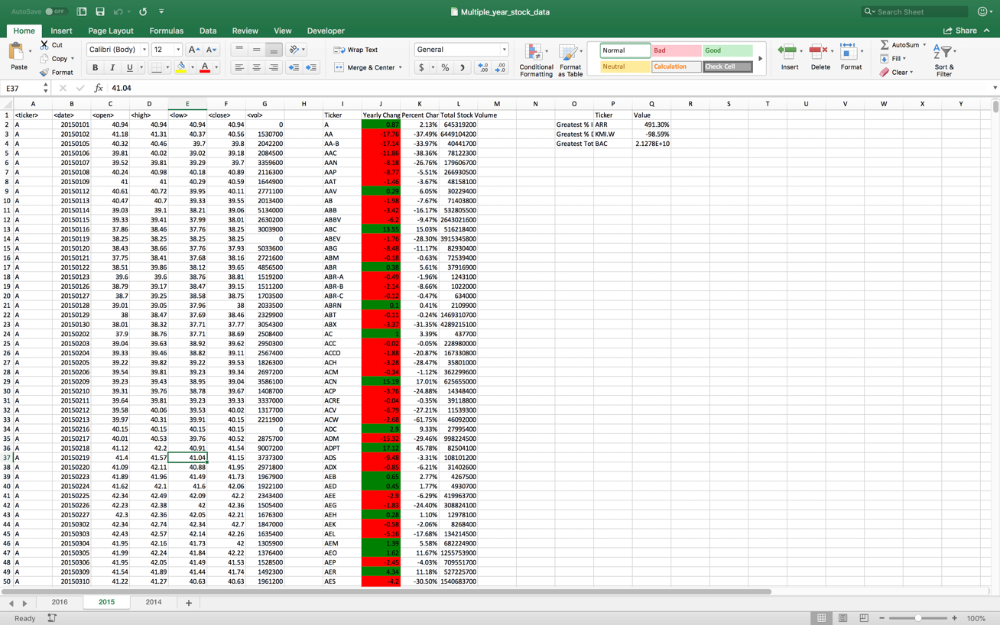 AutoSave OFF
Multiple_year_stock_data
Search Sheet
Home Insert Page Layout Formulas Data Review View Developer
Share
Paste
Cut
Copy
Format
Calibri (Body) 12
B I U
Wrap Text
Merge & Center
General
$ %
Conditional Formatting
Format as Table
Normal Bad Good
Neutral Calculation Check Cell
Insert Delete Format
AutoSum
Fill
Clear
Sort & Filter
E37 fx 41.04
A B C D E F G H I J K L M N O P Q R S T U V W X Y
1 <ticker> <date> <open> <high> <low> <close> <vol> Ticker Yearly Chang Percent Char Total Stock Volume Ticker Value
2 A 20150101 40.94 40.94 40.94 40.94 0 A 0.87 2.13% 645319200 Greatest % I ARR 491.30%
3 A 20150102 41.18 41.31 40.37 40.56 1530700 AA -17.76 -37.49% 6449104200 Greatest % D KMI.W -98.59%
4 A 20150105 40.32 40.46 39.7 39.8 2042200 AA-B -17.14 -33.97% 40441700 Greatest Tot BAC 2.1278E+10
5 A 20150106 39.81 40.02 39.02 39.18 2084500 AAC -11.86 -38.36% 78122300
6 A 20150107 39.52 39.81 39.29 39.7 3359600 AAN -8.18 -26.76% 179606700
7 A 20150108 40.24 40.98 40.18 40.89 2116300 AAP -8.77 -5.51% 266930500
8 A 20150109 41 41 40.29 40.59 1644900 AAT -1.46 -3.67% 48158100
9 A 20150112 40.61 40.72 39.95 40.11 2771100 AAV 0.29 6.05% 30229400
10 A 20150113 40.47 40.7 39.33 39.55 2013400 AB -1.98 -7.67% 71403800
11 A 20150114 39.03 39.1 38.21 39.06 5134000 ABB -3.42 -16.17% 532805500
12 A 20150115 39.33 39.41 37.99 38.01 2630200 ABBV -6.2 -9.47% 2643021600
13 A 20150116 37.86 38.46 37.76 38.25 3003900 ABC 13.55 15.03% 516218400
14 A 20150119 38.25 38.25 38.25 38.25 0 ABEV -1.76 -28.30% 3915345800
15 A 20150120 38.43 38.66 37.76 37.93 5033600 ABG -8.48 -11.17% 82930400
16 A 20150121 37.75 38.41 37.68 38.16 2721600 ABM -0.18 -0.63% 72539400
17 A 20150122 38.51 39.86 38.12 39.65 4856500 ABR 0.38 5.61% 37916900
18 A 20150123 39.6 39.6 38.76 38.81 1519200 ABR-A -0.49 -1.96% 1243100
19 A 20150126 38.79 39.17 38.47 39.15 1511200 ABR-B -2.14 -8.66% 1022000
20 A 20150127 38.7 39.25 38.58 38.75 1703500 ABR-C -0.12 -0.47% 634000
21 A 20150128 39.01 39.05 37.96 38 2033500 ABRN 0.1 0.41% 2109900
22 A 20150129 38 38.47 37.69 38.46 2329900 ABT -0.11 -0.24% 1469310700
23 A 20150130 38.01 38.32 37.71 37.77 3054300 ABX -3.37 -31.35% 4289215100
24 A 20150202 37.9 38.76 37.71 38.69 2508400 AC 1 3.39% 437700
25 A 20150203 39.04 39.63 38.92 39.62 2950300 ACC -0.02 -0.05% 228980000
26 A 20150204 39.33 39.46 38.82 39.11 2567400 ACCO -1.88 -20.87% 167330800
27 A 20150205 39.22 39.82 39.22 39.53 1826300 ACH -3.28 -28.47% 35801000
28 A 20150206 39.54 39.81 39.23 39.34 2697200 ACM -0.34 -1.12% 362299600
29 A 20150209 39.23 39.43 38.95 39.04 3586100 ACN 15.19 17.01% 625655000
30 A 20150210 39.31 39.76 38.78 39.67 1408700 ACP -3.76 -24.88% 14348400
31 A 20150211 39.64 39.81 39.23 39.33 3337000 ACRE -0.04 -0.35% 39118800
32 A 20150212 39.58 40.06 39.53 40.02 1317700 ACV -6.79 -27.21% 11539300
33 A 20150213 39.97 40.31 39.91 40.15 2211900 ACW -2.68 -61.75% 46092000
34 A 20150216 40.15 40.15 40.15 40.15 0 ADC 2.9 9.33% 27995400
35 A 20150217 40.01 40.53 39.76 40.52 2875700 ADM -15.32 -29.46% 998224500
36 A 20150218 41.12 42.2 40.91 41.54 9007200 ADPT 17.12 45.78% 82504100
37 A 20150219 41.4 41.57 41.04 41.15 3737300 ADS -9.48 -3.31% 108101200
38 A 20150220 41.09 42.11 40.88 41.95 2971800 ADX -0.85 -6.21% 31402600
39 A 20150223 41.89 41.96 41.49 41.73 1967900 AEB 0.65 2.77% 4267500
40 A 20150224 41.62 42.1 41.6 42.06 1922100 AED 0.45 1.77% 4930700
41 A 20150225 42.34 42.49 42.09 42.2 2343400 AEE -2.9 -6.29% 419963700
42 A 20150226 42.23 42.38 42 42.36 1505400 AEG -1.83 -24.40% 308824100
43 A 20150227 42.3 42.36 42.05 42.21 1676300 AEH 0.28 1.10% 12978100
44 A 20150302 42.34 42.74 42.34 42.7 1847000 AEK -0.58 -2.06% 8268400
45 A 20150303 42.43 42.57 42.14 42.26 1635400 AEL -5.16 -17.68% 134214500
46 A 20150304 41.95 42.16 41.73 42 1305900 AEM 1.39 5.58% 682224900
47 A 20150305 41.99 42.24 41.84 42.22 1376400 AEO 1.62 11.67% 1255753900
48 A 20150306 41.95 42.05 41.49 41.53 1528500 AEP -2.45 -4.03% 709551700
49 A 20150309 41.54 41.89 41.44 41.74 1492300 AER 4.34 11.18% 527225700
50 A 20150310 41.22 41.27 40.63 40.63 1961200 AES -4.2 -30.50% 1540683700
2016 2015 2014 +
Ready 100%